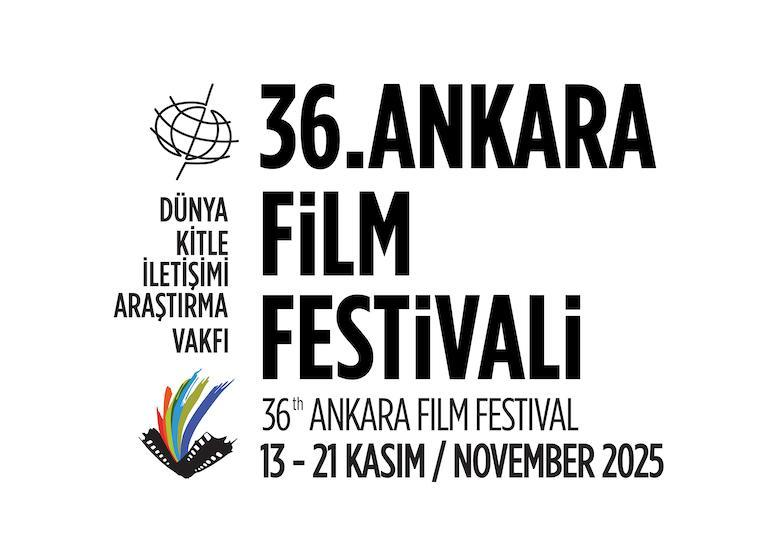 36.ANKARA
FiLM
FESTiVALi
36th ANKARA FILM FESTIVAL
13 - 21 KASIM / NOVEMBER 2025
DÜNYA
KİTLE
İLETİŞİMİ
ARAŞTIRMA
VAKFI